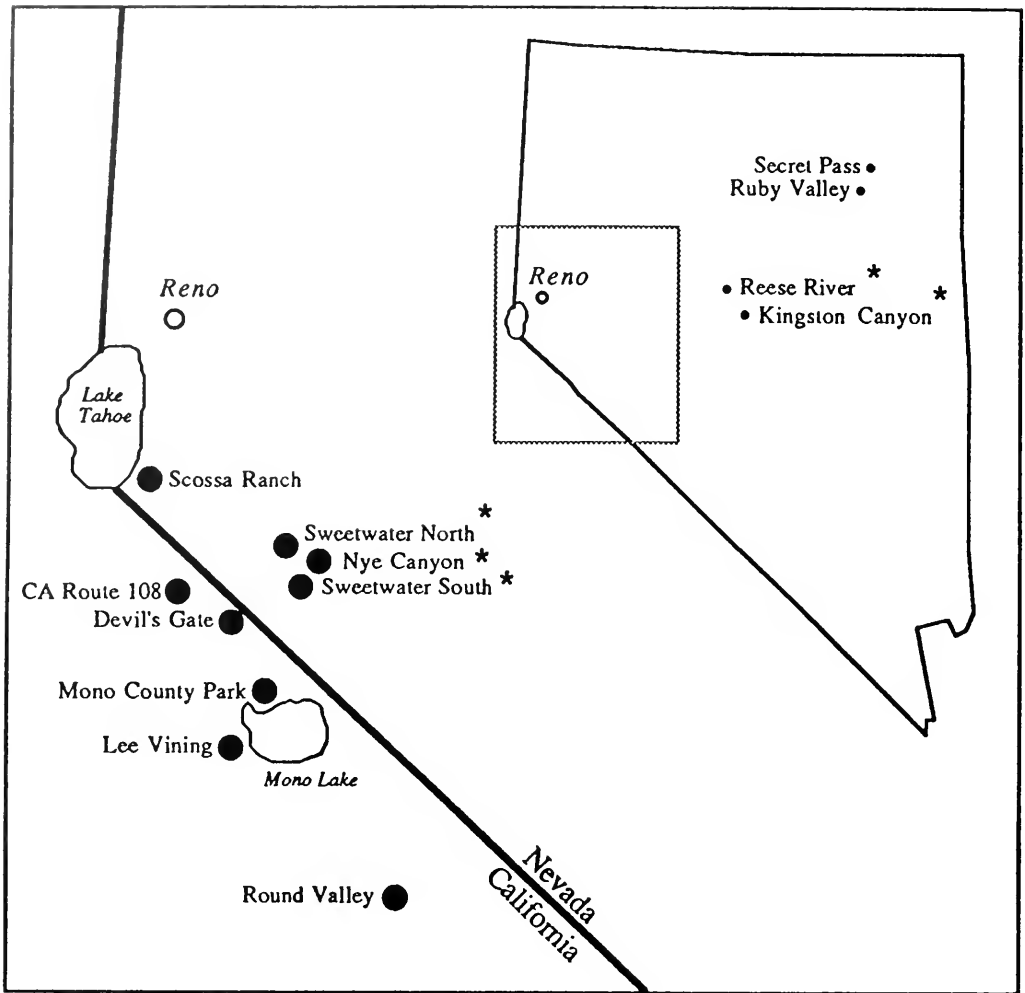 Secret Pass
Ruby Valley
Reno
Reno
Reese River *
Kingston Canyon *
Lake
Tahoe
Scossa Ranch
Sweetwater North *
Nye Canyon *
Sweetwater South *
CA Route 108
Devil's Gate
Mono County Park
Lee Vining
Mono Lake
Round Valley
Nevada
California